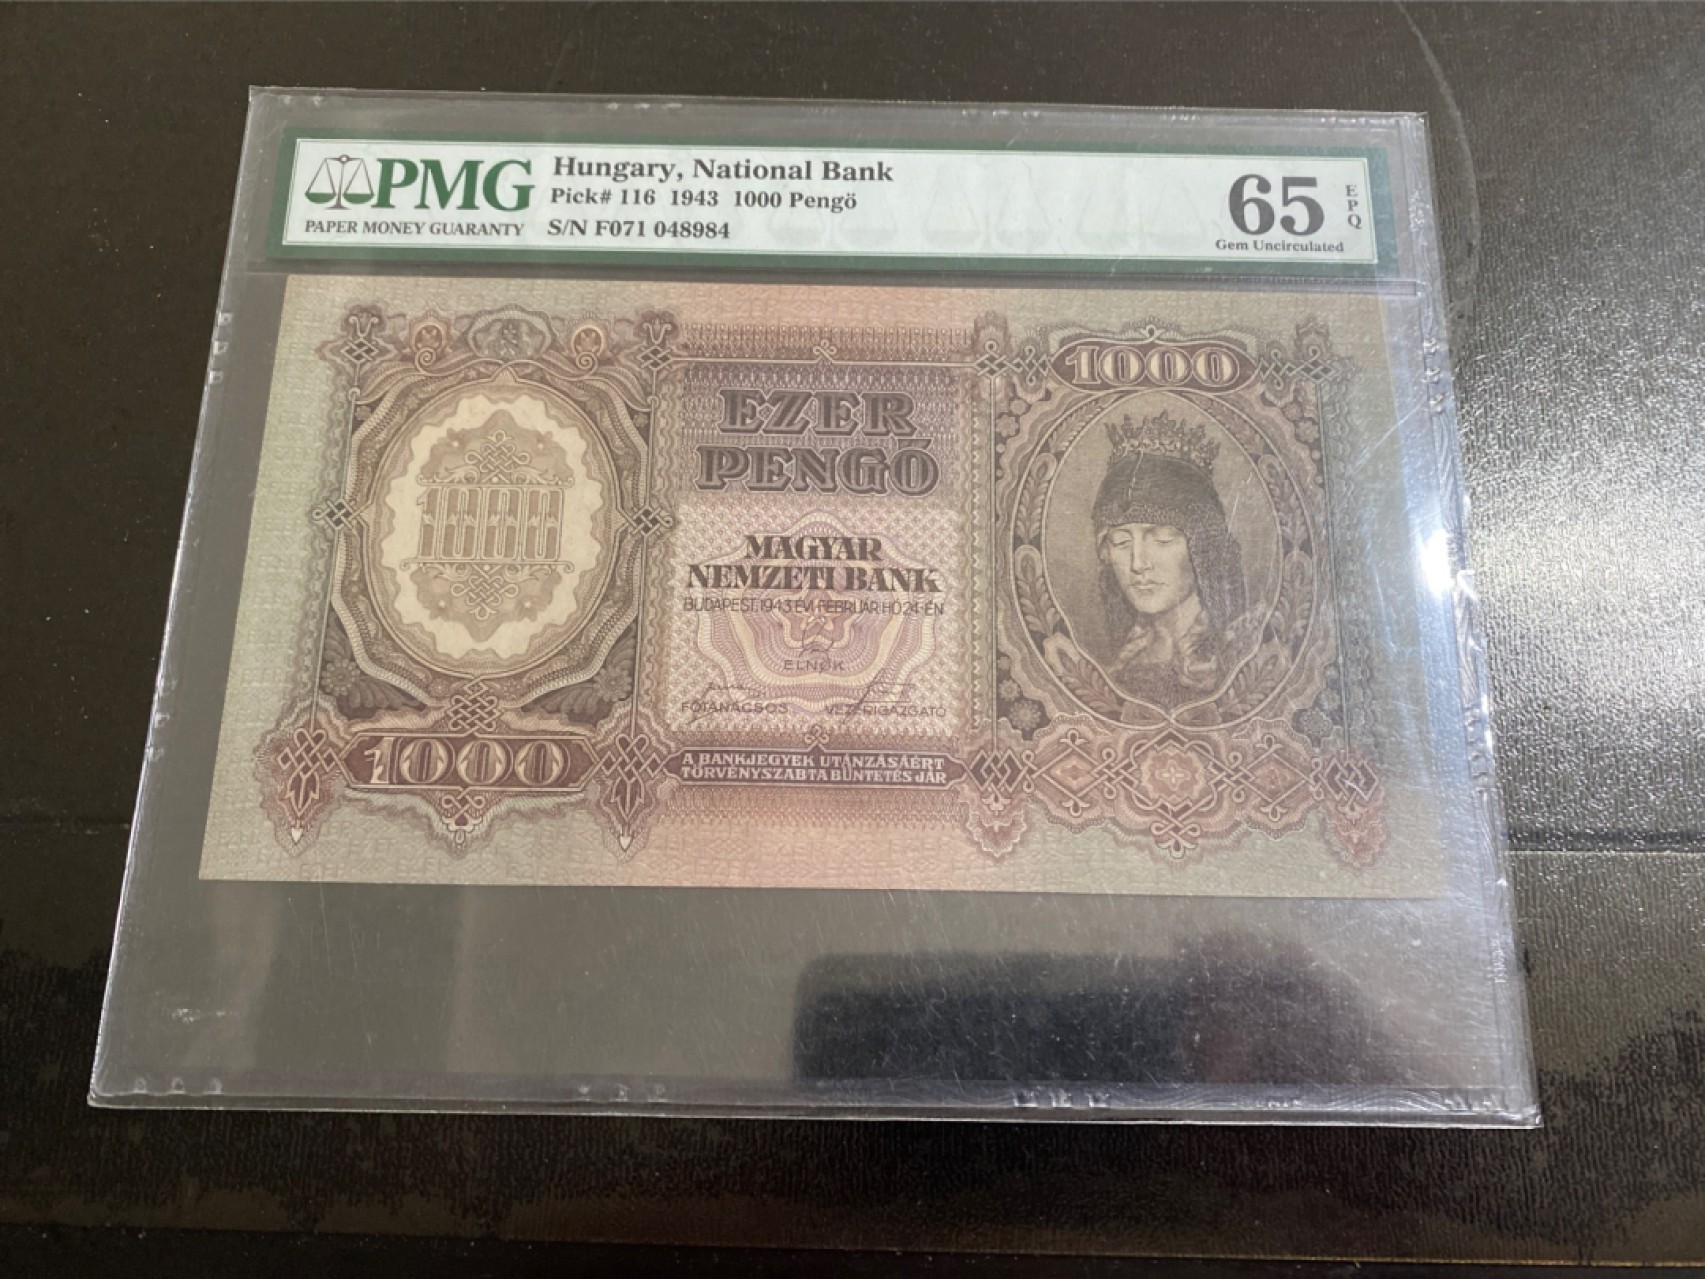 PMG
PAPER MONEY GUARANTY
Hungary, National Bank
Pick# 116 1943 1000 Pengö
S/N F071 048984
65 EPQ
Gem Uncirculated
1000
EZER
PENGŐ
1000
MAGYAR
NEMZETI BANK
BUDAPEST, 1943 ÉVI FEBRUÁR HÓ 24-ÉN
ELNÖK
FŐTANÁCSOS VEZÉRIGAZGATÓ
1000
A BANKJEGYEK UTÁNZÁSÁÉRT
TÖRVÉNYSZABTA BÜNTETÉS JÁR